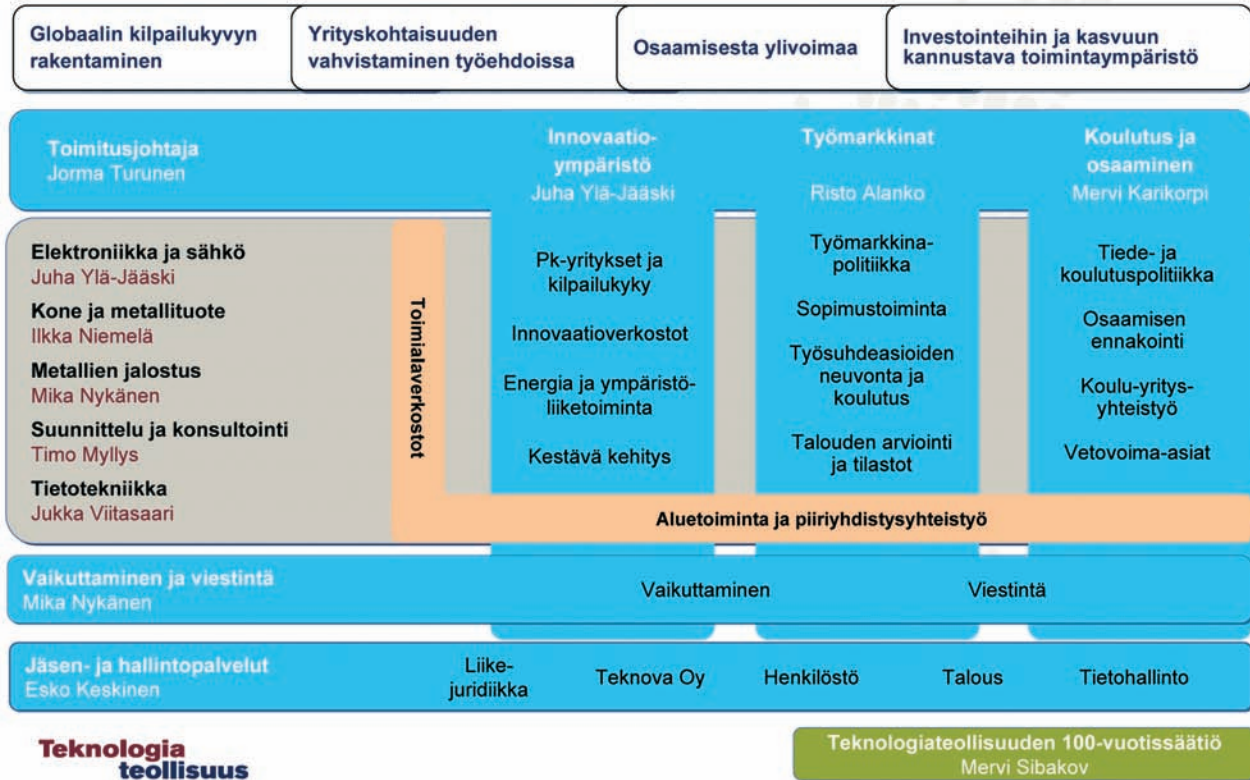 Globaalin kilpailukyvyn
rakentaminen
Yrityskohtaisuuden
vahvistaminen työehdoissa
Osaamisesta ylivoimaa
Investointeihin ja kasvuun
kannustava toimintaympäristö
Toimitusjohtaja
Jorma Turunen
Innovaatio-
ympäristö
Juha Ylä-Jääski
Työmarkkinat
Risto Alanko
Koulutus ja
osaaminen
Mervi Karikorpi
Elektroniikka ja sähkö
Juha Ylä-Jääski
Kone ja metallituote
Ilkka Niemelä
Metallien jalostus
Mika Nykänen
Suunnittelu ja konsultointi
Timo Myllys
Tietotekniikka
Jukka Viitasaari
Toimialaverkostot
Pk-yritykset ja
kilpailukyky
Innovaatioverkostot
Energia ja ympäristö-
liiketoiminta
Kestävä kehitys
Työmarkkina-
politiikka
Sopimustoiminta
Työsuhdeasioiden
neuvonta ja
koulutus
Talouden arviointi
ja tilastot
Tiede- ja
koulutuspolitiikka
Osaamisen
ennakointi
Koulu-yritys-
yhteistyö
Vetovoima-asiat
Aluetoiminta ja piiriyhdistysyhteistyö
Vaikuttaminen ja viestintä
Mika Nykänen
Vaikuttaminen
Viestintä
Jäsen- ja hallintopalvelut
Esko Keskinen
Liike-
juridiikka
Teknova Oy
Henkilöstö
Talous
Tietohallinto
Teknologia
teollisuus
Teknologiateollisuuden 100-vuotissäätiö
Mervi Sibakov